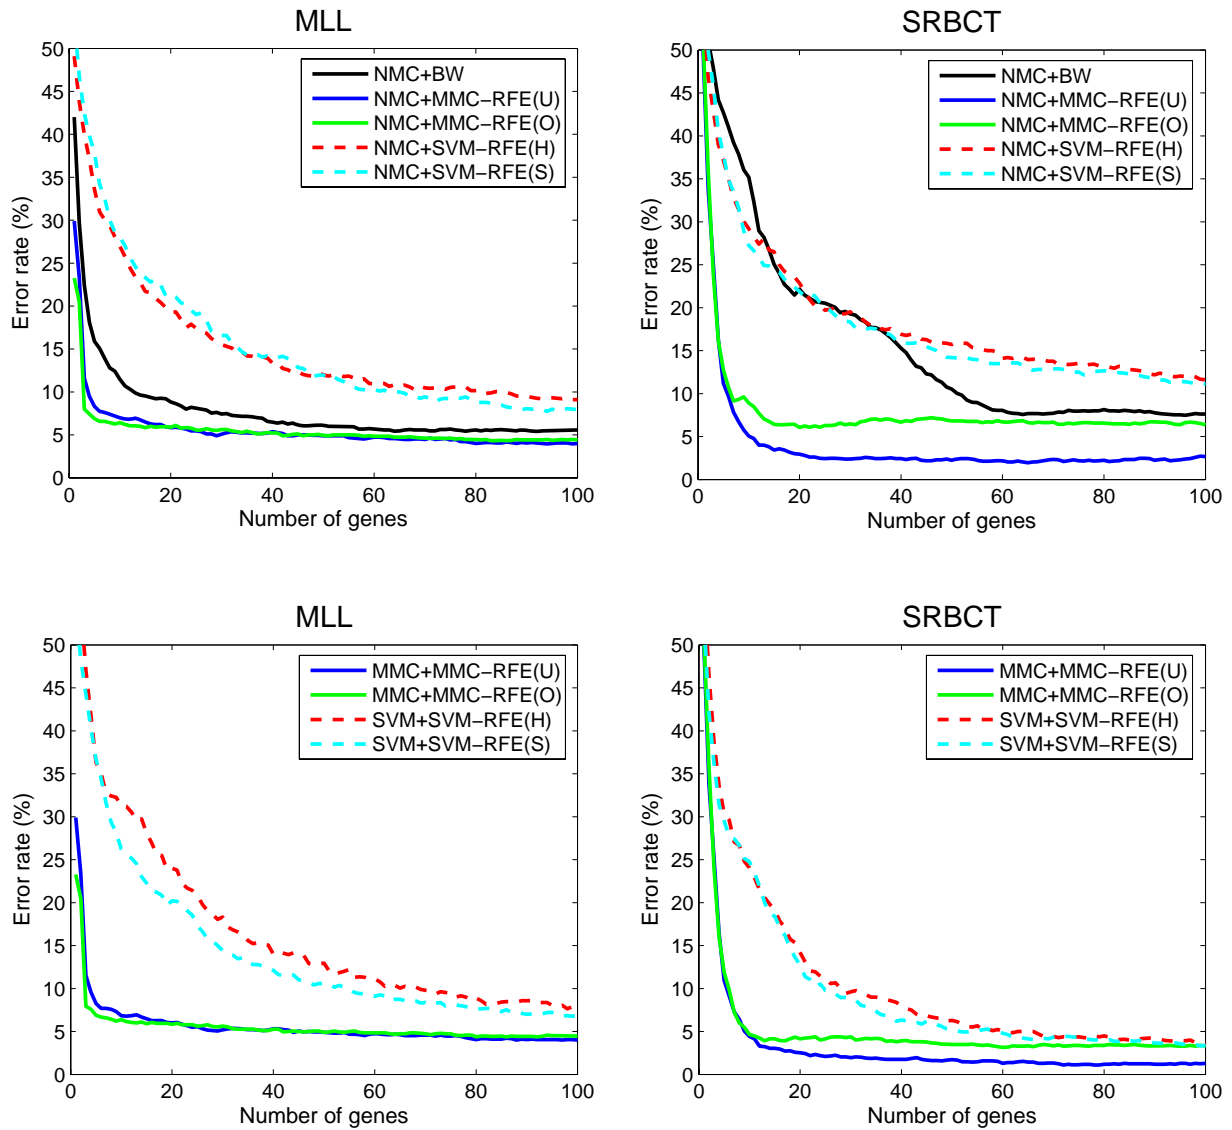 MLL
50
45
40
35
30
25
20
15
10
5
0
0 20 40 60 80 100
Error rate (%)
Number of genes
NMC+BW
NMC+MMC−RFE(U)
NMC+MMC−RFE(O)
NMC+SVM−RFE(H)
NMC+SVM−RFE(S)
SRBCT
50
45
40
35
30
25
20
15
10
5
0
0 20 40 60 80 100
Error rate (%)
Number of genes
NMC+BW
NMC+MMC−RFE(U)
NMC+MMC−RFE(O)
NMC+SVM−RFE(H)
NMC+SVM−RFE(S)
MLL
50
45
40
35
30
25
20
15
10
5
0
0 20 40 60 80 100
Error rate (%)
Number of genes
MMC+MMC−RFE(U)
MMC+MMC−RFE(O)
SVM+SVM−RFE(H)
SVM+SVM−RFE(S)
SRBCT
50
45
40
35
30
25
20
15
10
5
0
0 20 40 60 80 100
Error rate (%)
Number of genes
MMC+MMC−RFE(U)
MMC+MMC−RFE(O)
SVM+SVM−RFE(H)
SVM+SVM−RFE(S)